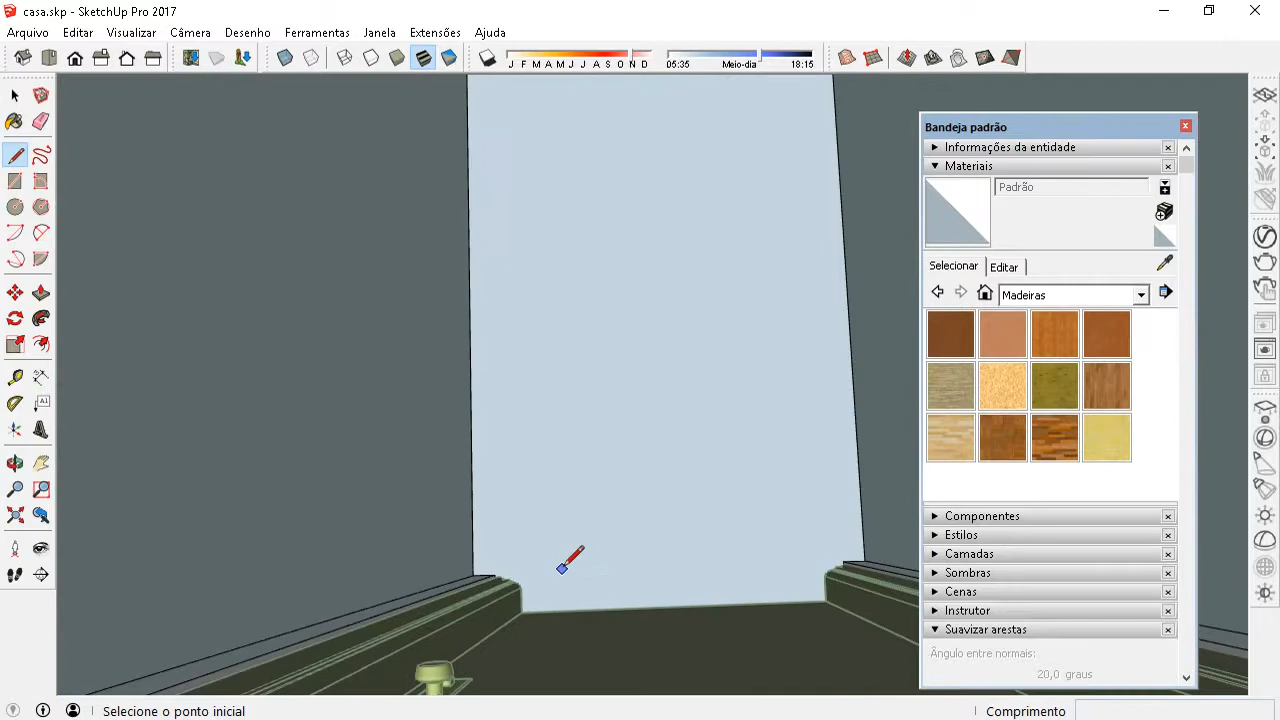 casa.skp - SketchUp Pro 2017
Arquivo Editar Visualizar Câmera Desenho Ferramentas Janela Extensões Ajuda
J F M A M J J A S O N D
05:35 Meio-dia 18:15
Bandeja padrão
Informações da entidade
Materiais
Padrão
Selecionar Editar
Madeiras
Componentes
Estilos
Camadas
Sombras
Cenas
Instrutor
Suavizar arestas
Ângulo entre normais:
20,0 graus
A1
Selecione o ponto inicial
Comprimento